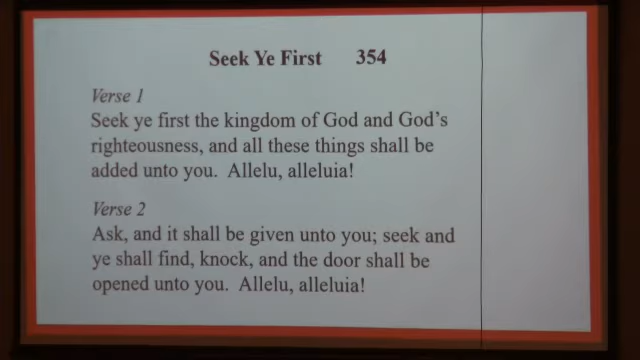 Seek Ye First 354
Verse 1
Seek ye first the kingdom of God and God's
righteousness, and all these things shall be
added unto you. Allelu, alleluia!
Verse 2
Ask, and it shall be given unto you; seek and
ye shall find, knock, and the door shall be
opened unto you. Allelu, alleluia!